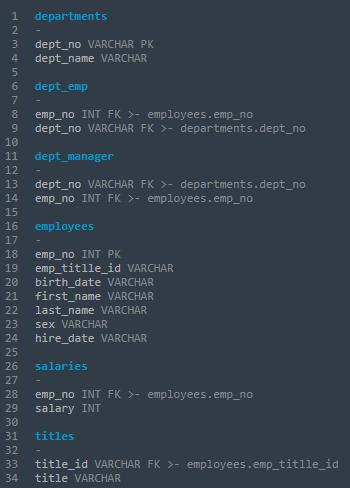 1 departments
2 -
3 dept_no VARCHAR PK
4 dept_name VARCHAR
5
6 dept_emp
7 -
8 emp_no INT FK >- employees.emp_no
9 dept_no VARCHAR FK >- departments.dept_no
10
11 dept_manager
12 -
13 dept_no VARCHAR FK >- departments.dept_no
14 emp_no INT FK >- employees.emp_no
15
16 employees
17 -
18 emp_no INT PK
19 emp_titlle_id VARCHAR
20 birth_date VARCHAR
21 first_name VARCHAR
22 last_name VARCHAR
23 sex VARCHAR
24 hire_date VARCHAR
25
26 salaries
27 -
28 emp_no INT FK >- employees.emp_no
29 salary INT
30
31 titles
32 -
33 title_id VARCHAR FK >- employees.emp_titlle_id
34 title VARCHAR